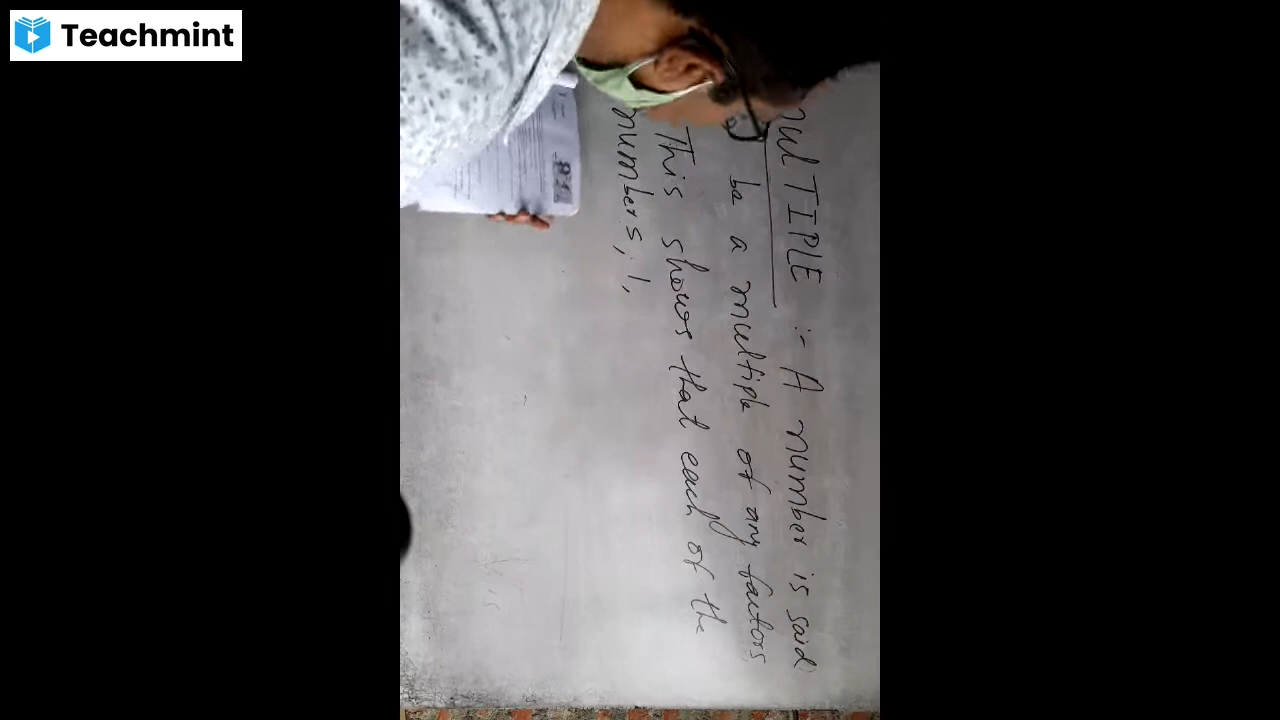 Teachmint
mulTIPLE :- A number is said
be a multiple of any factors
This shows that each of the
numbers, 1,